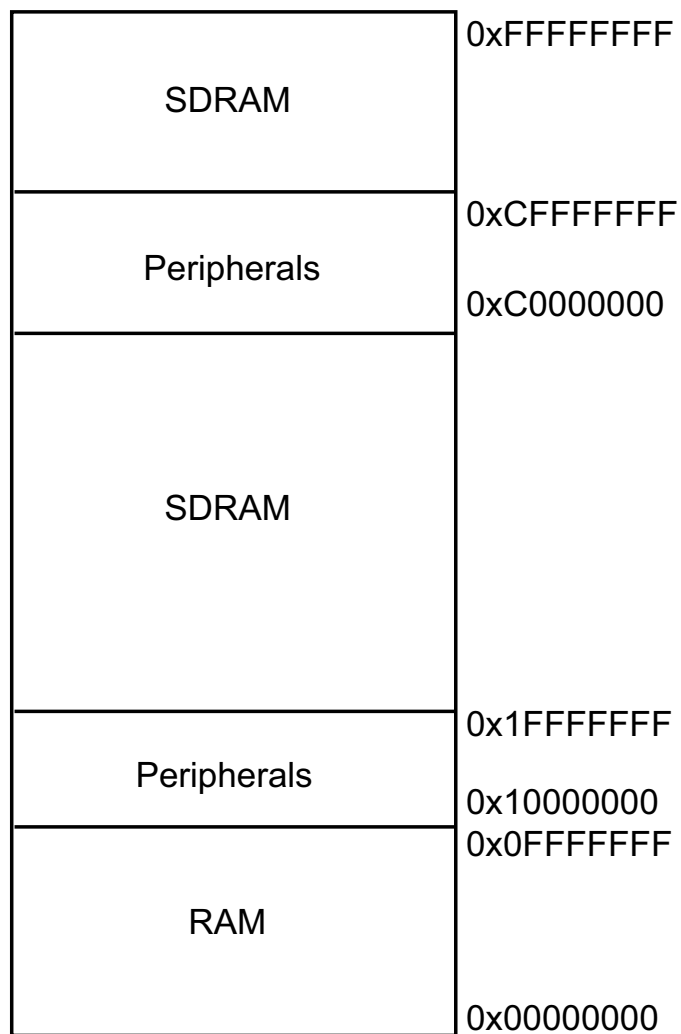 0xFFFFFFFF
SDRAM
0xCFFFFFFF
Peripherals
0xC0000000
SDRAM
0x1FFFFFFF
Peripherals
0x10000000
0x0FFFFFFF
RAM
0x00000000